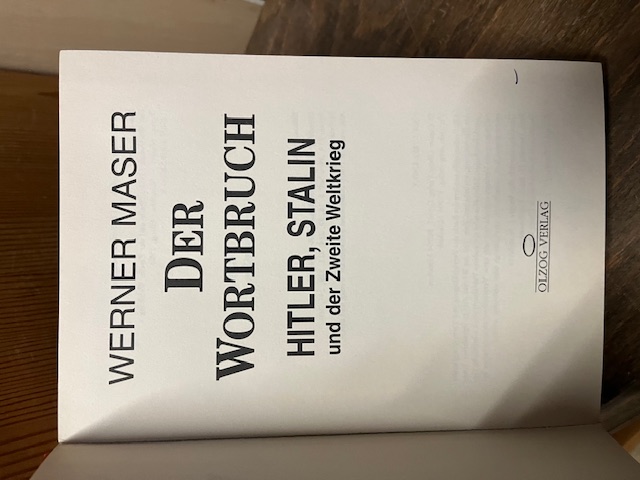 WERNER MASER
DER
WORTBRUCH
HITLER, STALIN
und der Zweite Weltkrieg
OLZOG VERLAG